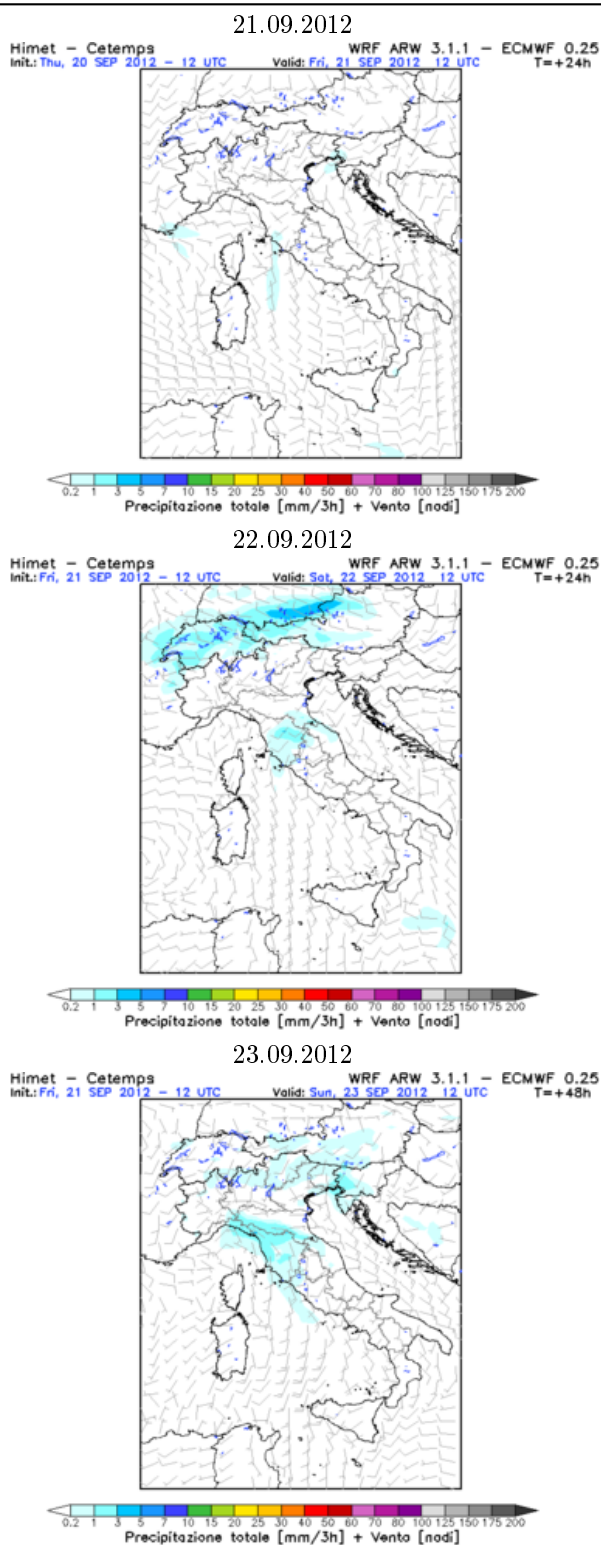 21.09.2012
Himet – Cetemps WRF ARW 3.1.1 – ECMWF 0.25
Init.: Thu, 20 SEP 2012 – 12 UTC Valid: Fri, 21 SEP 2012 12 UTC T=+24h
0.2 1 3 5 7 10 15 20 25 30 40 50 60 70 80 100 125 150 175 200
Precipitazione totale [mm/3h] + Vento [nodi]
22.09.2012
Himet – Cetemps WRF ARW 3.1.1 – ECMWF 0.25
Init.: Fri, 21 SEP 2012 – 12 UTC Valid: Sat, 22 SEP 2012 12 UTC T=+24h
0.2 1 3 5 7 10 15 20 25 30 40 50 60 70 80 100 125 150 175 200
Precipitazione totale [mm/3h] + Vento [nodi]
23.09.2012
Himet – Cetemps WRF ARW 3.1.1 – ECMWF 0.25
Init.: Fri, 21 SEP 2012 – 12 UTC Valid: Sun, 23 SEP 2012 12 UTC T=+48h
0.2 1 3 5 7 10 15 20 25 30 40 50 60 70 80 100 125 150 175 200
Precipitazione totale [mm/3h] + Vento [nodi]